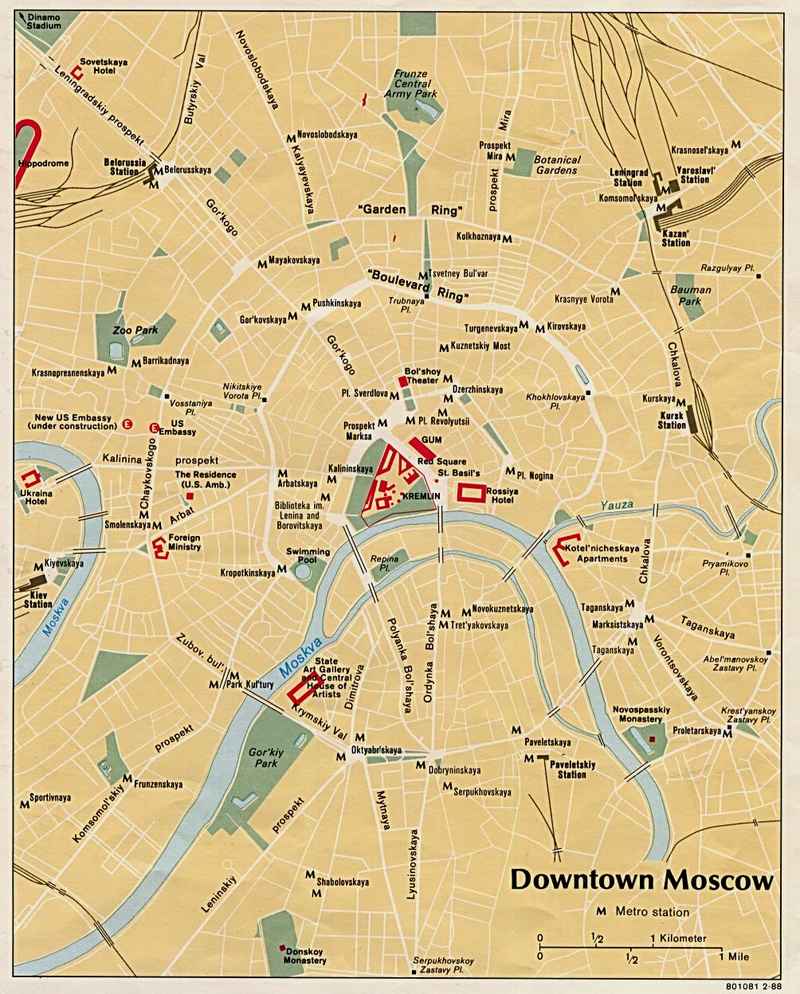 Dinamo
Stadium
Sovetskaya
Hotel
Leningradskiy prospekt
Butyrskiy Val
Novoslobodskaya
Frunze
Central
Army Park
Hippodrome
Belorussia
Station
M Belorusskaya
M
M Novoslobodskaya
Kalyayevskaya
Prospekt
Mira M
prospekt Mira
Botanical
Gardens
Krasnosel'skaya M
Leningrad
Station
Yaroslavl'
Station
Komsomol'skaya M
M
Kazan'
Station
Gor'kogo
"Garden Ring"
Kolkhoznaya M
M Mayakovskaya
"Boulevard Ring"
M Tsvetney Bul'var
Trubnaya
Pl.
Razgulyay Pl.
Bauman
Park
Krasnyye Vorota M
M Pushkinskaya
Gor'kovskaya M
Turgenevskaya M
M Kirovskaya
Zoo Park
M Barrikadnaya
Krasnopresnenskaya M
Gor'kogo
M Kuznetskiy Most
Chkalova
Bol'shoy
Theater
M
Dzerzhinskaya
M
Pl. Sverdlova M
Nikitskiye
Vorota Pl.
Vosstaniya
Pl.
Khokhlovskaya
Pl.
Kurskaya M
Kursk
Station
New US Embassy
(under construction) E
E US
Embassy
Prospekt
Marksa M
M
M Pl. Revolyutsii
GUM
Red Square
St. Basil's
Kalinina prospekt
Chaykovskogo
The Residence
(U.S. Amb.)
M
Arbatskaya
Kalininskaya
M
KREMLIN
M Pl. Nogina
Rossiya
Hotel
Ukraina
Hotel
Biblioteka im.
Lenina and
Borovitskaya
M
M
Smolenskaya M
Arbat
Yauza
Foreign
Ministry
Swimming
Pool
Repina
Pl.
Kotel'nicheskaya
Apartments
Chkalova
Pryamikovo
Pl.
M Kiyevskaya
Kiev
Station
Moskva
Kropotkinskaya M
M M Novokuznetskaya
M Tret'yakovskaya
Taganskaya M
Marksistskaya M
Taganskaya
M
Taganskaya
Vorontsovskaya
Abel'manovskoy
Zastavy Pl.
Zubov. bul'.
Moskva
Polyanka Bol'shaya
Ordynka Bol'shaya
Dimitrova
State
Art Gallery
and Central
House of
Artists
M
M Park Kul'tury
Krymskiy Val
Novospasskiy
Monastery
Krest'yanskoy
Zastavy Pl.
Proletarskaya M
Gor'kiy
Park
M
M
Oktyabr'skaya
M
Dobryninskaya
M
Serpukhovskaya
M
Paveletskaya
M
Paveletskiy
Station
Komsomol'skiy prospekt
M
Frunzenskaya
Sportivnaya
M
Leninskiy prospekt
Mytnaya
Lyusinovskaya
M
Shabolovskaya
M
Donskoy
Monastery
Serpukhovskoy
Zastavy Pl.
Downtown Moscow
M Metro station
0 1/2 1 Kilometer
0 1/2 1 Mile
801081 2-88